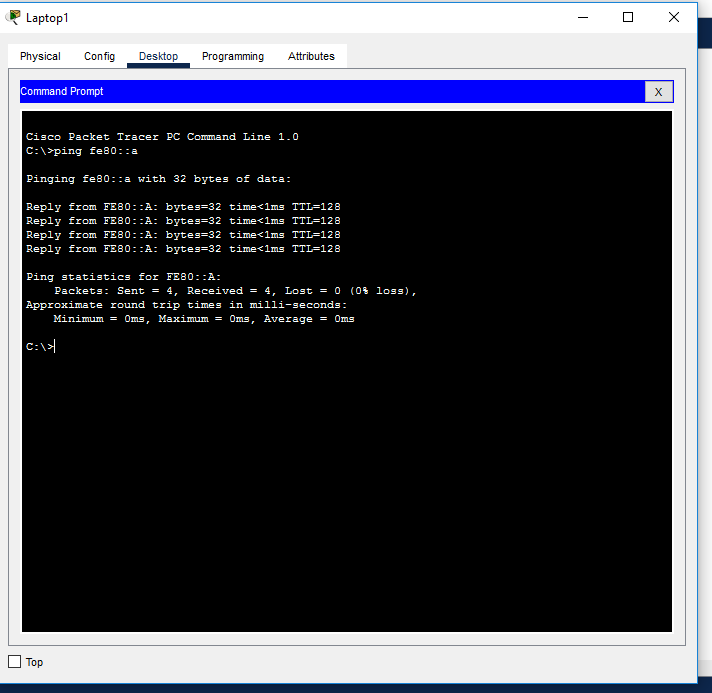 Laptop1
Physical Config Desktop Programming Attributes
Command Prompt
X
Cisco Packet Tracer PC Command Line 1.0
C:\>ping fe80::a
Pinging fe80::a with 32 bytes of data:
Reply from FE80::A: bytes=32 time<1ms TTL=128
Reply from FE80::A: bytes=32 time<1ms TTL=128
Reply from FE80::A: bytes=32 time<1ms TTL=128
Reply from FE80::A: bytes=32 time<1ms TTL=128
Ping statistics for FE80::A:
Packets: Sent = 4, Received = 4, Lost = 0 (0% loss),
Approximate round trip times in milli-seconds:
Minimum = 0ms, Maximum = 0ms, Average = 0ms
C:\>
Top